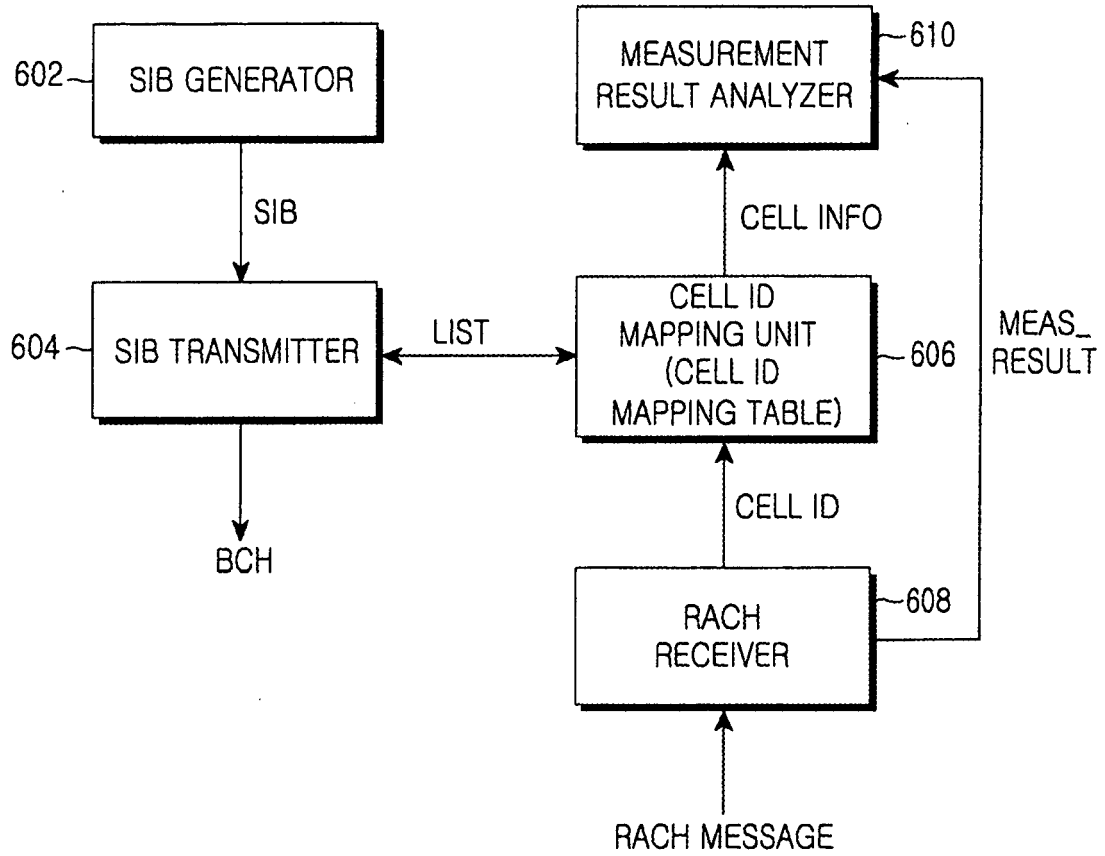 602
SIB GENERATOR
SIB
604
SIB TRANSMITTER
BCH
LIST
610
MEASUREMENT
RESULT ANALYZER
CELL INFO
CELL ID
MAPPING UNIT
(CELL ID
MAPPING TABLE)
606
MEAS_
RESULT
CELL ID
608
RACH
RECEIVER
RACH MESSAGE